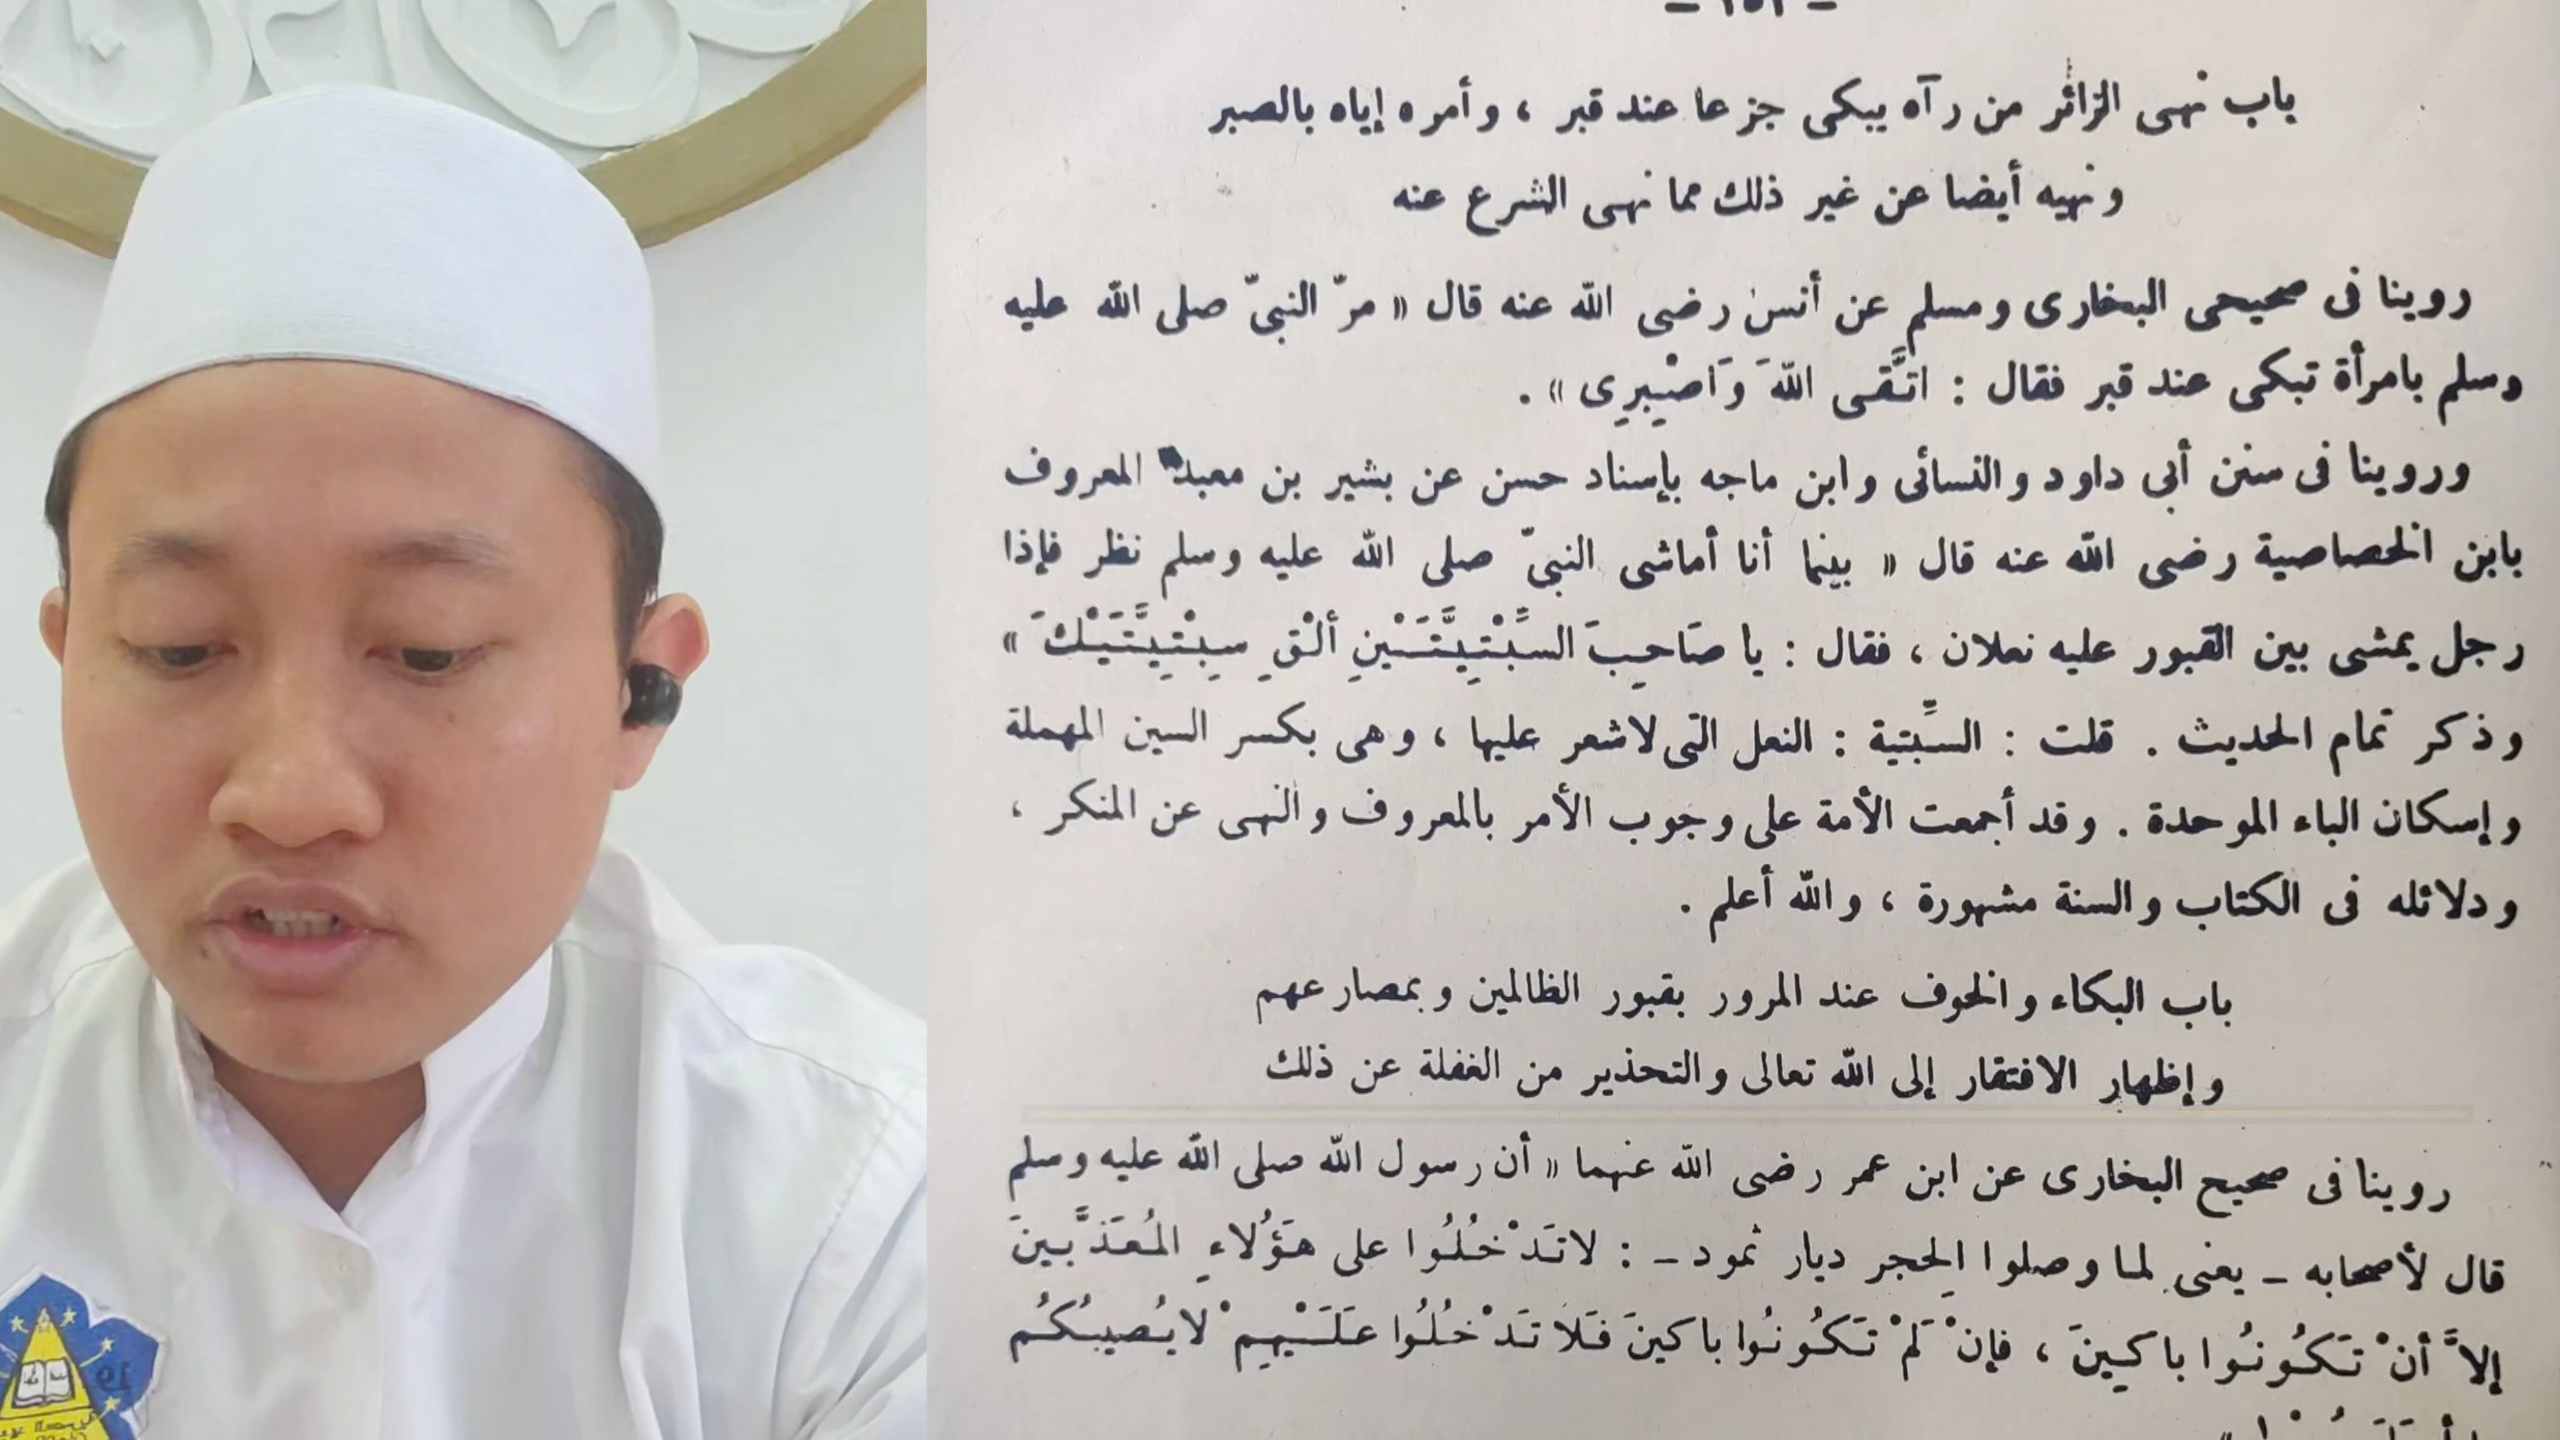 باب نهى الزائر من رآه يبكى جزعا عند قبر ، وأمره إياه بالصبر
ونهيه أيضا عن غير ذلك مما نهى الشرع عنه
روينا فى صحيحى البخارى ومسلم عن أنس رضى الله عنه قال « مرّ النبىّ صلى الله عليه
وسلم بامرأة تبكى عند قبر فقال : اتَّقى اللهَ وَاصْبِرِى » .
وروينا فى سنن أبى داود والنسائى وابن ماجه بإسناد حسن عن بشير بن معبد المعروف
بابن الخصاصية رضى الله عنه قال « بينما أنا أماشى النبىّ صلى الله عليه وسلم نظر فإذا
رجل يمشى بين القبور عليه نعلان ، فقال : يا صَاحِبَ السِّبْتِيَّتَيْنِ ألْقِ سِبْتِيَّتَيْكَ »
وذكر تمام الحديث . قلت : السِّبتية : النعل التى لاشعر عليها ، وهى بكسر السين المهملة
وإسكان الباء الموحدة . وقد أجمعت الأمة على وجوب الأمر بالمعروف والنهى عن المنكر ،
ودلائله فى الكتاب والسنة مشهورة ، والله أعلم .
باب البكاء والخوف عند المرور بقبور الظالمين وبمصارعهم
وإظهار الافتقار إلى الله تعالى والتحذير من الغفلة عن ذلك
روينا فى صحيح البخارى عن ابن عمر رضى الله عنهما « أن رسول الله صلى الله عليه وسلم
قال لأصحابه – يعنى لما وصلوا الحِجر ديار ثمود – : لاتَدْخُلُوا على هَؤُلاءِ المُعَذَّبِينَ
إلاَّ أنْ تَكُونُوا باكِينَ ، فإنْ لَمْ تَكُونُوا باكينَ فَلا تَدْخُلُوا عَلَيْهِمْ لايُصيبُكُم
19